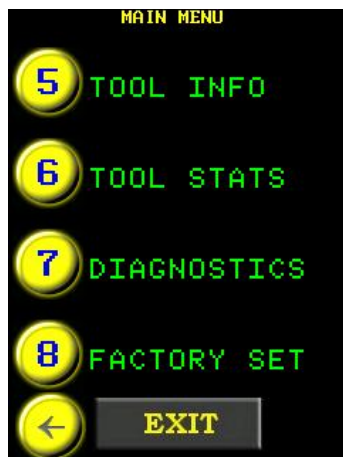 MAIN MENU
5 TOOL INFO
6 TOOL STATS
7 DIAGNOSTICS
8 FACTORY SET
← EXIT